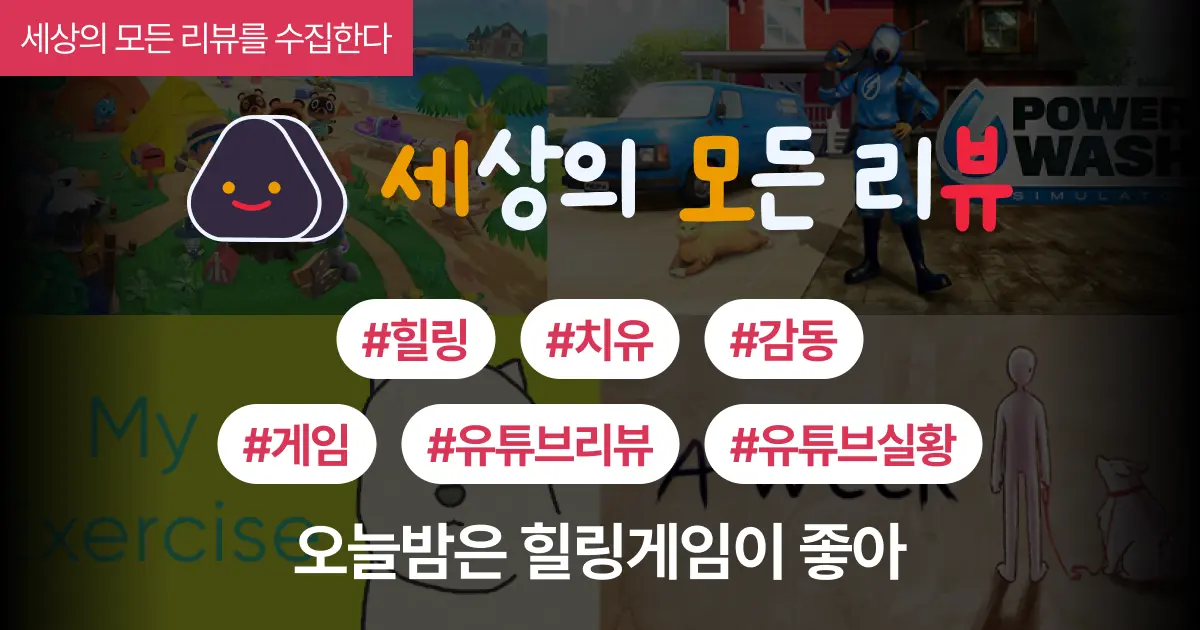 세상의 모든 리뷰를 수집한다
세상의 모든 리뷰
POWER
WASH
SIMULAT
#힐링 #치유 #감동
#게임 #유튜브리뷰 #유튜브실황
My
xercise
A week
오늘밤은 힐링게임이 좋아